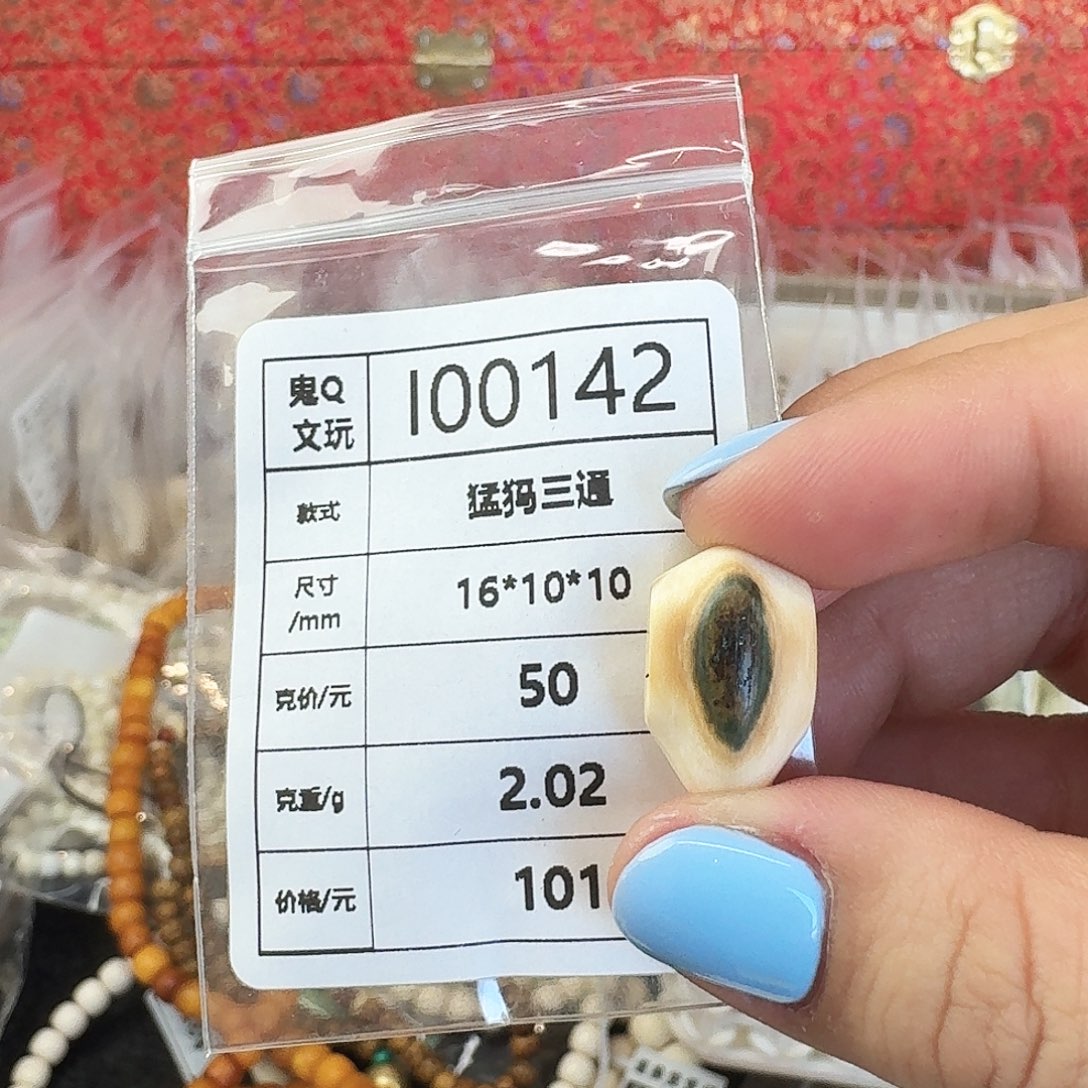 鬼Q
文玩
I00142
款式
猛犸三通
尺寸
/mm
16*10*10
克价/元
50
克重/g
2.02
价格/元
101